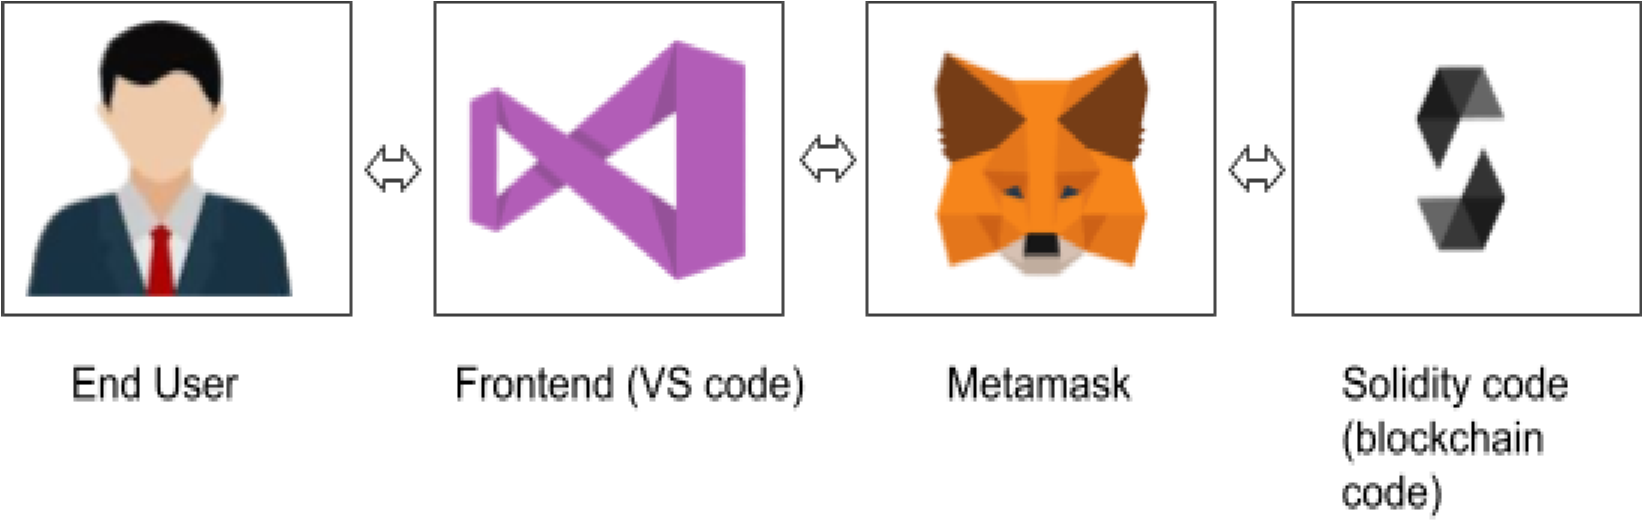 End User
Frontend (VS code)
Metamask
Solidity code
(blockchain
code)